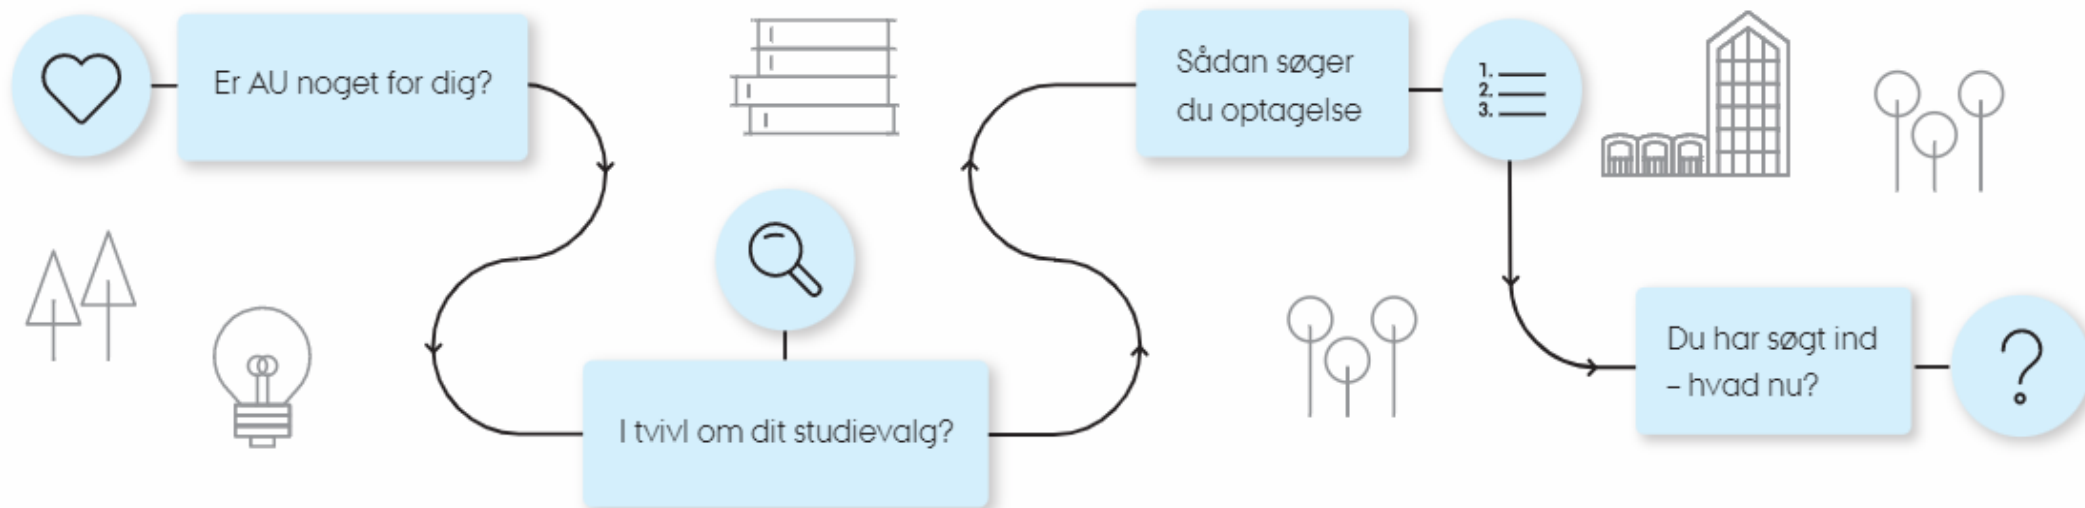 Er AU noget for dig?
I tvivl om dit studievalg?
Sådan søger
du optagelse
1.
2.
3.
Du har søgt ind
– hvad nu?
?